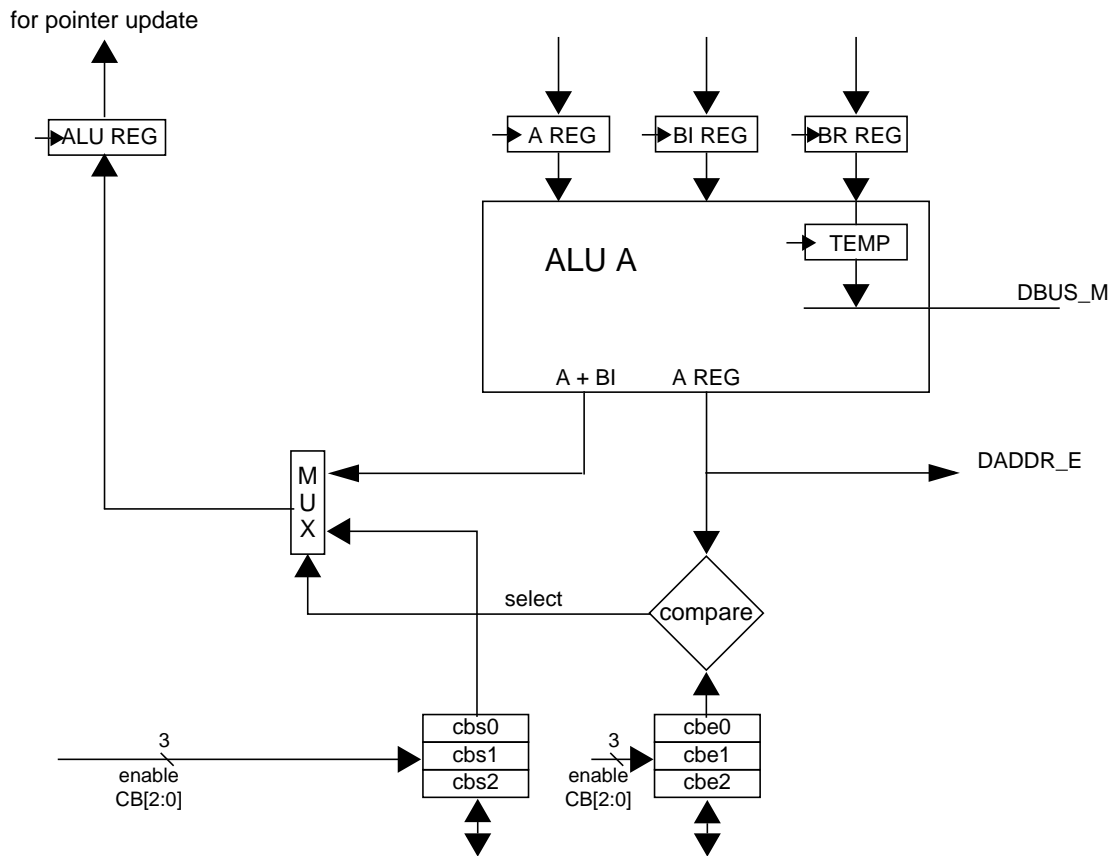 for pointer update
ALU REG
A REG
BI REG
BR REG
TEMP
ALU A
DBUS_M
A + BI
A REG
DADDR_E
M
U
X
select
compare
cbs0
cbs1
cbs2
cbe0
cbe1
cbe2
3
enable
CB[2:0]
3
enable
CB[2:0]